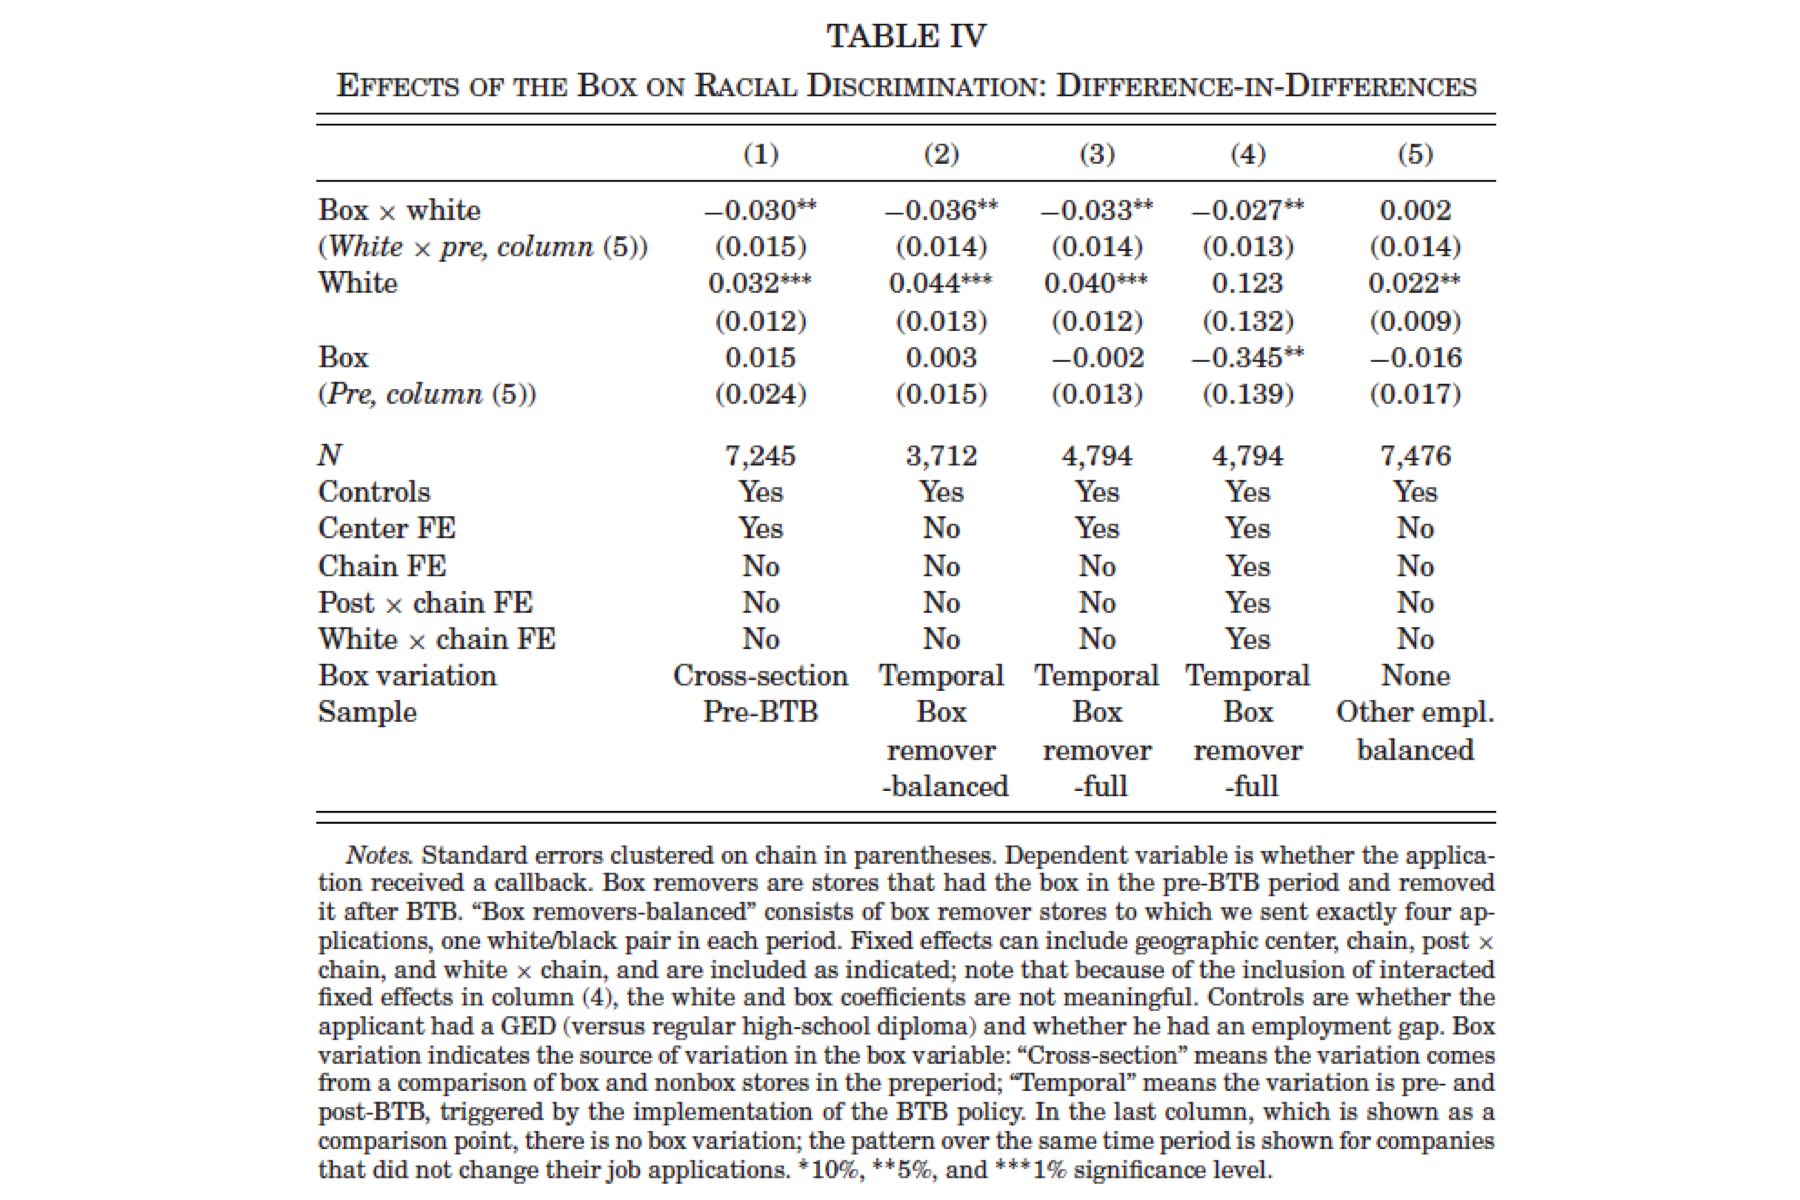 TABLE IV
EFFECTS OF THE BOX ON RACIAL DISCRIMINATION: DIFFERENCE-IN-DIFFERENCES
(1) (2) (3) (4) (5)
Box × white −0.030** −0.036** −0.033** −0.027** 0.002
(White × pre, column (5)) (0.015) (0.014) (0.014) (0.013) (0.014)
White 0.032*** 0.044*** 0.040*** 0.123 0.022**
(0.012) (0.013) (0.012) (0.132) (0.009)
Box 0.015 0.003 −0.002 −0.345** −0.016
(Pre, column (5)) (0.024) (0.015) (0.013) (0.139) (0.017)
N 7,245 3,712 4,794 4,794 7,476
Controls Yes Yes Yes Yes Yes
Center FE Yes No Yes Yes No
Chain FE No No No Yes No
Post × chain FE No No No Yes No
White × chain FE No No No Yes No
Box variation Cross-section Temporal Temporal Temporal None
Sample Pre-BTB Box Box Box Other empl.
remover remover remover balanced
-balanced -full -full
Notes. Standard errors clustered on chain in parentheses. Dependent variable is whether the applica-
tion received a callback. Box removers are stores that had the box in the pre-BTB period and removed
it after BTB. “Box removers-balanced” consists of box remover stores to which we sent exactly four ap-
plications, one white/black pair in each period. Fixed effects can include geographic center, chain, post ×
chain, and white × chain, and are included as indicated; note that because of the inclusion of interacted
fixed effects in column (4), the white and box coefficients are not meaningful. Controls are whether the
applicant had a GED (versus regular high-school diploma) and whether he had an employment gap. Box
variation indicates the source of variation in the box variable: “Cross-section” means the variation comes
from a comparison of box and nonbox stores in the preperiod; “Temporal” means the variation is pre- and
post-BTB, triggered by the implementation of the BTB policy. In the last column, which is shown as a
comparison point, there is no box variation; the pattern over the same time period is shown for companies
that did not change their job applications. *10%, **5%, and ***1% significance level.